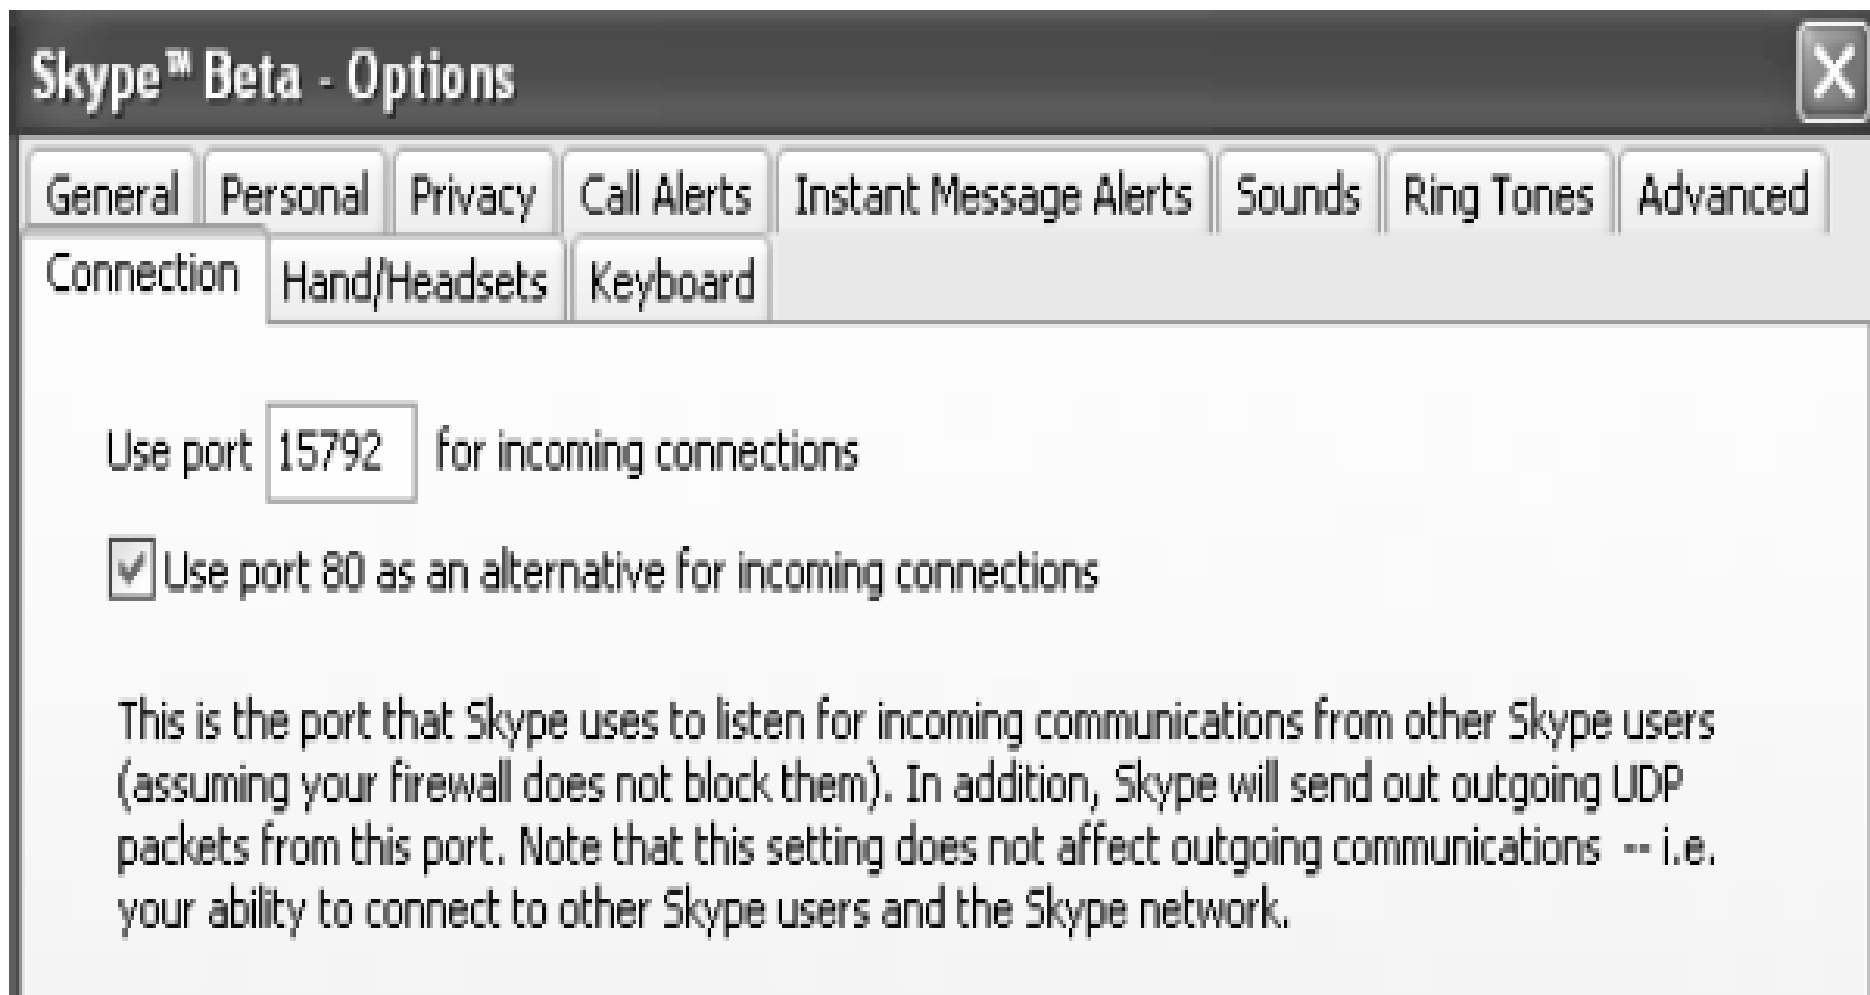 Skype™ Beta - Options
General Personal Privacy Call Alerts Instant Message Alerts Sounds Ring Tones Advanced
Connection Hand/Headsets Keyboard
Use port 15792 for incoming connections
Use port 80 as an alternative for incoming connections
This is the port that Skype uses to listen for incoming communications from other Skype users
(assuming your firewall does not block them). In addition, Skype will send out outgoing UDP
packets from this port. Note that this setting does not affect outgoing communications -- i.e.
your ability to connect to other Skype users and the Skype network.